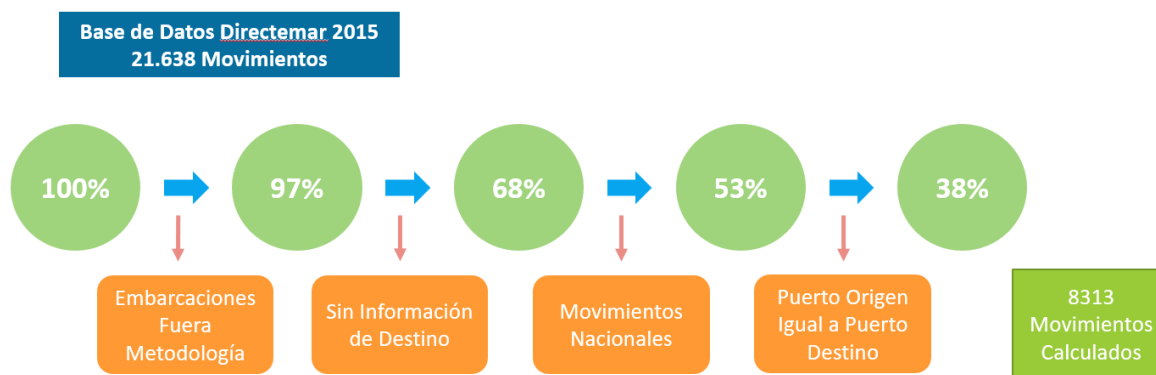 Base de Datos Directemar 2015
21.638 Movimientos
100%
97%
68%
53%
38%
Embarcaciones
Fuera
Metodología
Sin Información
de Destino
Movimientos
Nacionales
Puerto Origen
Igual a Puerto
Destino
8313
Movimientos
Calculados